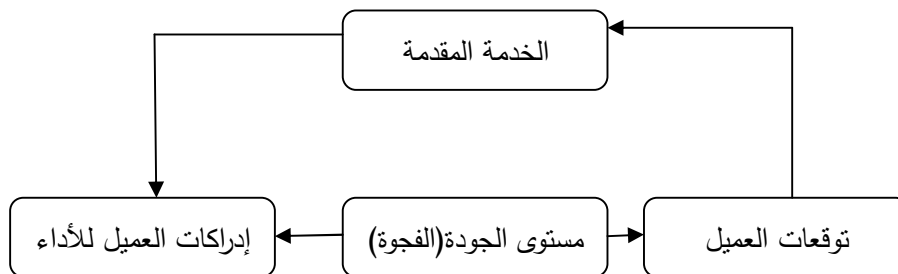 الخدمة المقدمة
توقعات العميل
مستوى الجودة(الفجوة)
إدراكات العميل للأداء